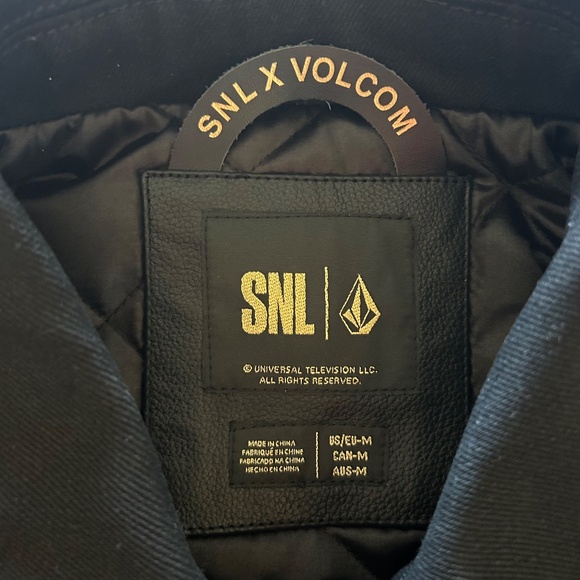 SNL X VOLCOM
SNL
© UNIVERSAL TELEVISION LLC.
ALL RIGHTS RESERVED.
MADE IN CHINA
FABRIQUÉ EN CHINE
FABRICADO NA CHINA
HECHO EN CHINA
US/EU-M
CAN-M
AUS-M